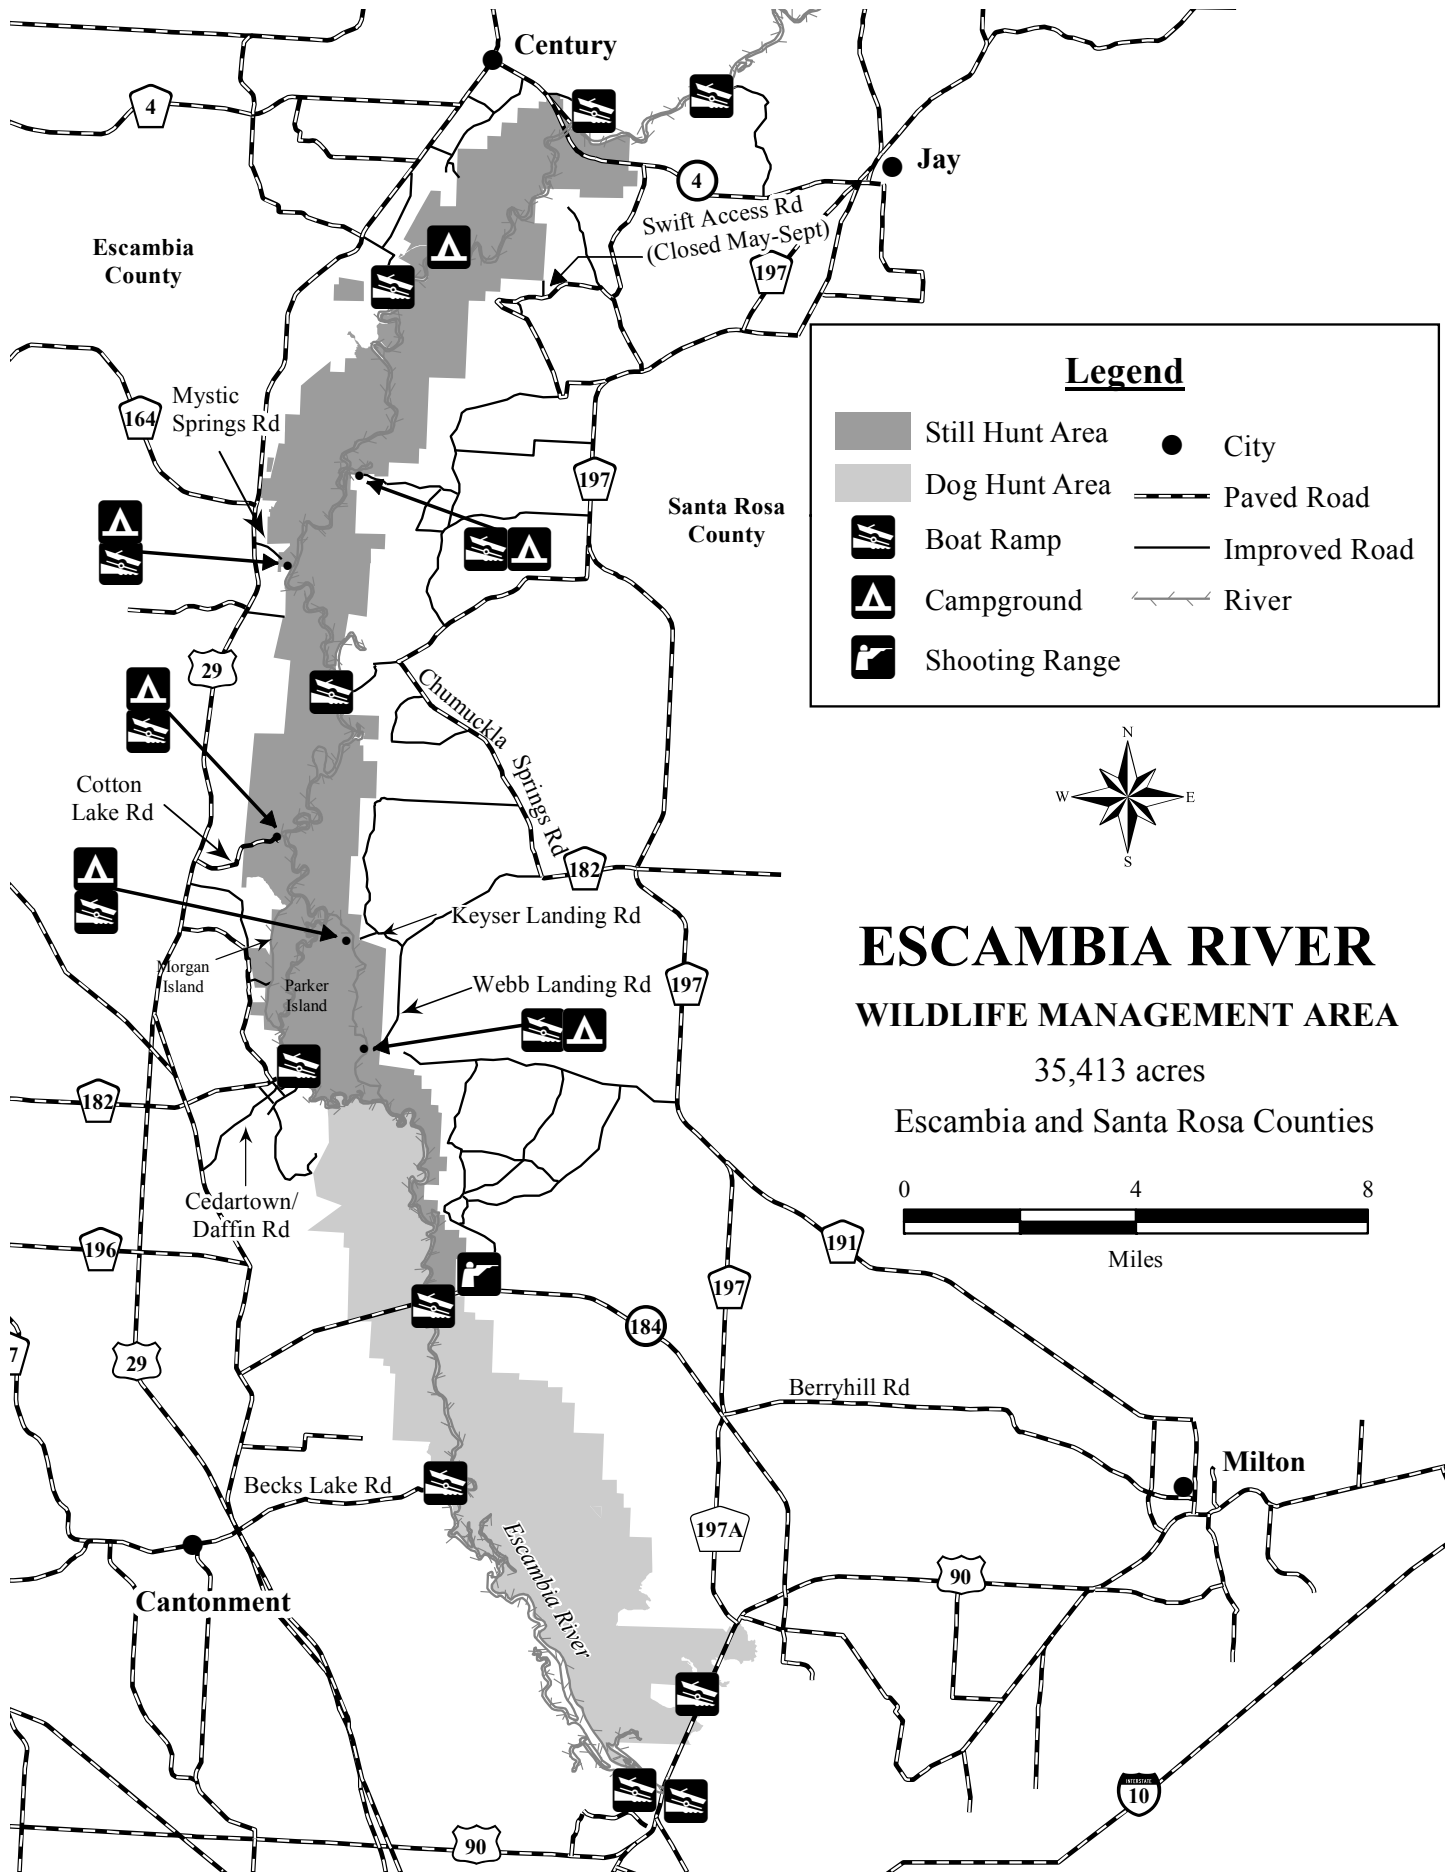 Century
4
Jay
4
Swift Access Rd
(Closed May-Sept)
Escambia
County
197
Legend
Still Hunt Area
City
Dog Hunt Area
Paved Road
Boat Ramp
Improved Road
Campground
River
Shooting Range
Mystic
Springs Rd
164
197
Santa Rosa
County
29
Chumuckla Springs Rd
N
W
E
S
Cotton
Lake Rd
182
Keyser Landing Rd
ESCAMBIA RIVER
Morgan
Island
Parker
Island
Webb Landing Rd
197
WILDLIFE MANAGEMENT AREA
35,413 acres
182
Escambia and Santa Rosa Counties
0 4 8
Miles
Cedartown/
Daffin Rd
196
191
197
184
7
29
Berryhill Rd
Becks Lake Rd
Milton
197A
Escambia River
90
Cantonment
INTERSTATE
10
90